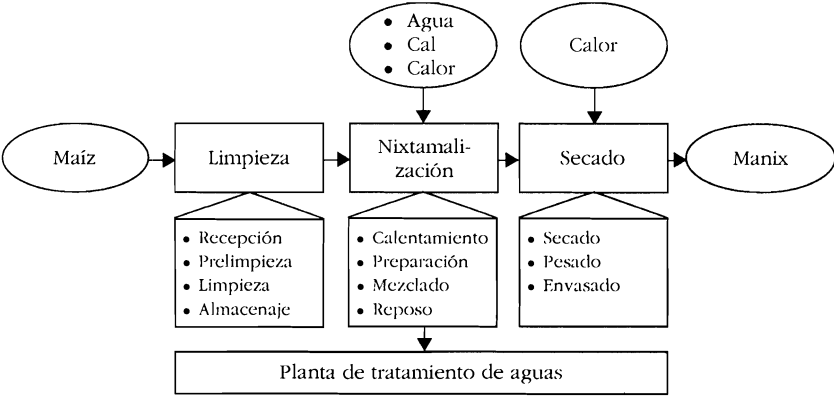 • Agua
• Cal
• Calor
Calor
Maíz
Limpieza
Nixtamali-
zación
Secado
Manix
• Recepción
• Prelimpieza
• Limpieza
• Almacenaje
• Calentamiento
• Preparación
• Mezclado
• Reposo
• Secado
• Pesado
• Envasado
Planta de tratamiento de aguas